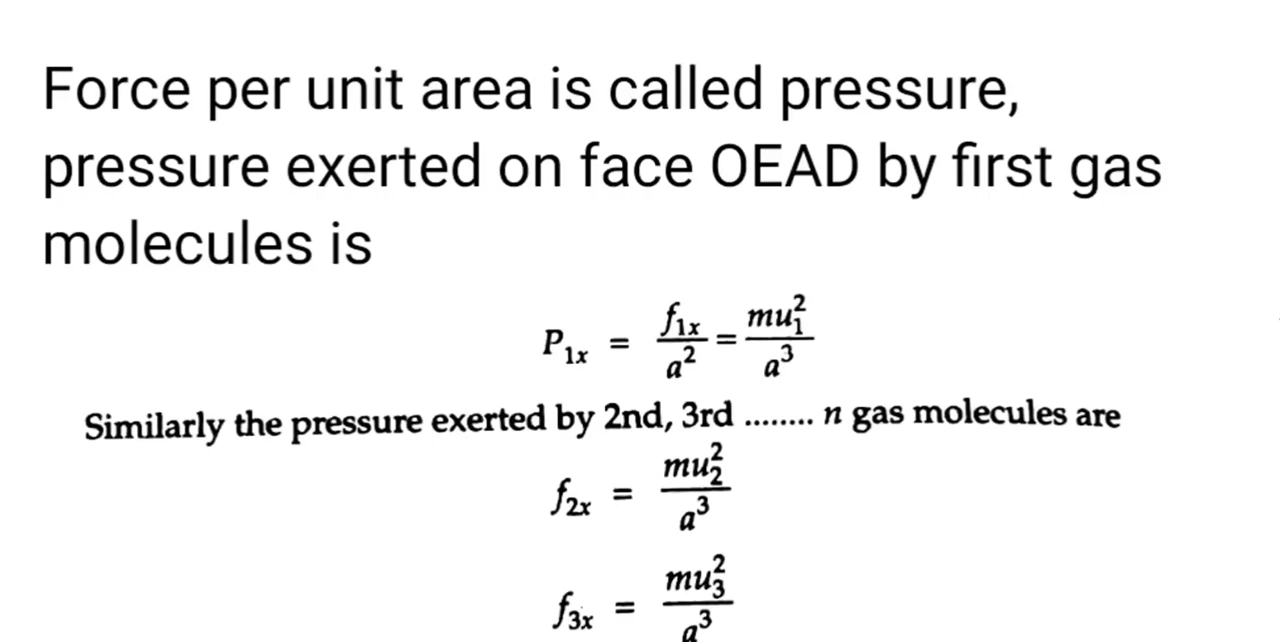 Force per unit area is called pressure,
pressure exerted on face OEAD by first gas
molecules is
P₁ₓ = f₁ₓ/a² = mu₁²/a³
Similarly the pressure exerted by 2nd, 3rd ........ n gas molecules are
f₂ₓ = mu₂²/a³
f₃ₓ = mu₃²/a³